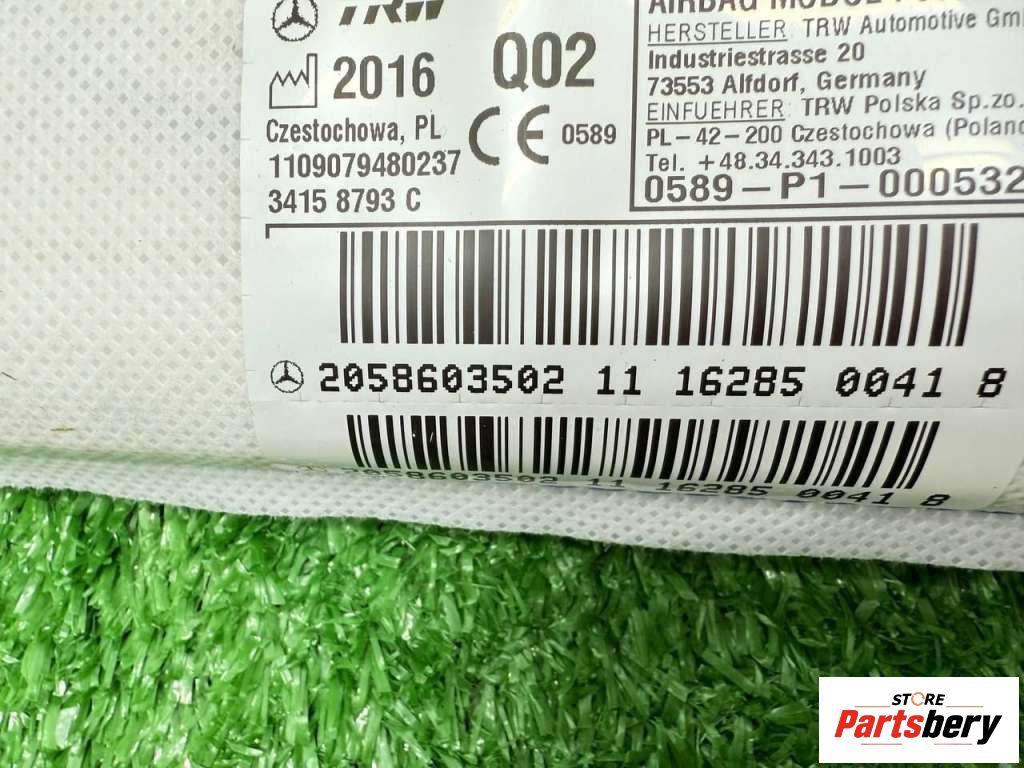 TRW
2016 Q02
Czestochowa, PL
1109079480237
3415 8793 C
CE 0589
AIRBAG MODUL
HERSTELLER: TRW Automotive Gm
Industriestrasse 20
73553 Alfdorf, Germany
EINFUEHRER: TRW Polska Sp.zo.
PL-42-200 Czestochowa (Poland
Tel. +48.34.343.1003
0589-P1-000532
2058603502 11 16285 0041 8
2058603502 11 16285 0041 8
STORE
Partsbery